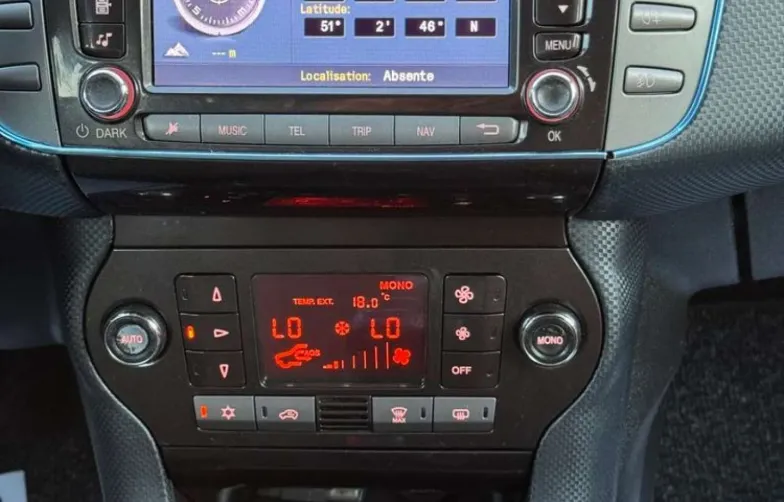 Latitude:
51° 2' 46" N
--- m
Localisation: Absente
MENU
DARK
MUSIC TEL TRIP NAV
OK
MONO
TEMP. EXT. 18.0 °C
LO LO
AQS
AUTO
MONO
OFF
MAX